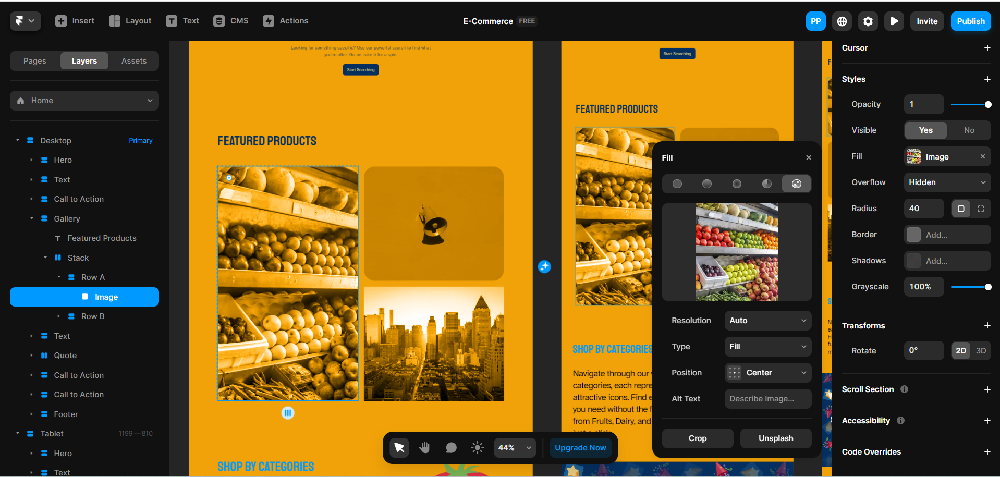 Insert
Layout
Text
CMS
Actions
E-Commerce FREE
PP
Invite
Publish
Pages
Layers
Assets
Home
Desktop
Primary
Hero
Text
Call to Action
Gallery
Featured Products
Stack
Row A
Image
Row B
Text
Quote
Call to Action
Call to Action
Footer
Tablet
1199—810
Hero
Text
Looking for something specific? Use our powerful search to find what
you're after. Go on, take it for a spin.
Start Searching
FEATURED PRODUCTS
SHOP BY CATEGORIES
Start Searching
FEATURED PRODUCTS
SHOP BY CATEGORIES
Navigate through our
categories, each
attractive icons. Find
you need without the
from Fruits, Dairy, and
44%
Upgrade Now
Fill
Resolution
Auto
Type
Fill
Position
Center
Alt Text
Describe Image...
Crop
Unsplash
Cursor
Styles
Opacity
1
Visible
Yes
No
Fill
Image
Overflow
Hidden
Radius
40
Border
Add...
Shadows
Add...
Grayscale
100%
Transforms
Rotate
0°
2D
3D
Scroll Section
Accessibility
Code Overrides